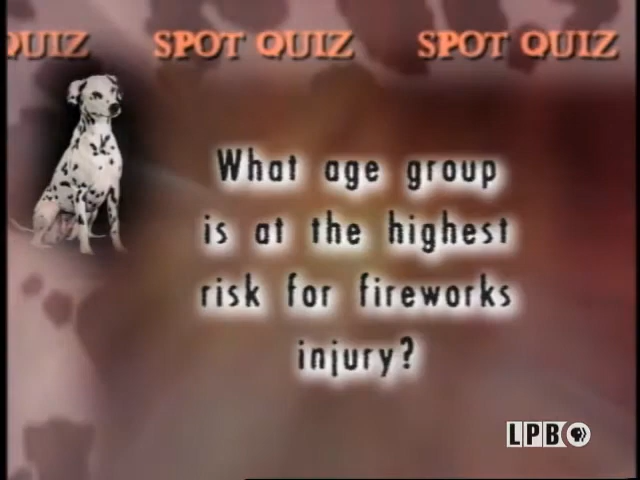 QUIZ SPOT QUIZ SPOT QUIZ
What age group
is at the highest
risk for fireworks
injury?
LPB